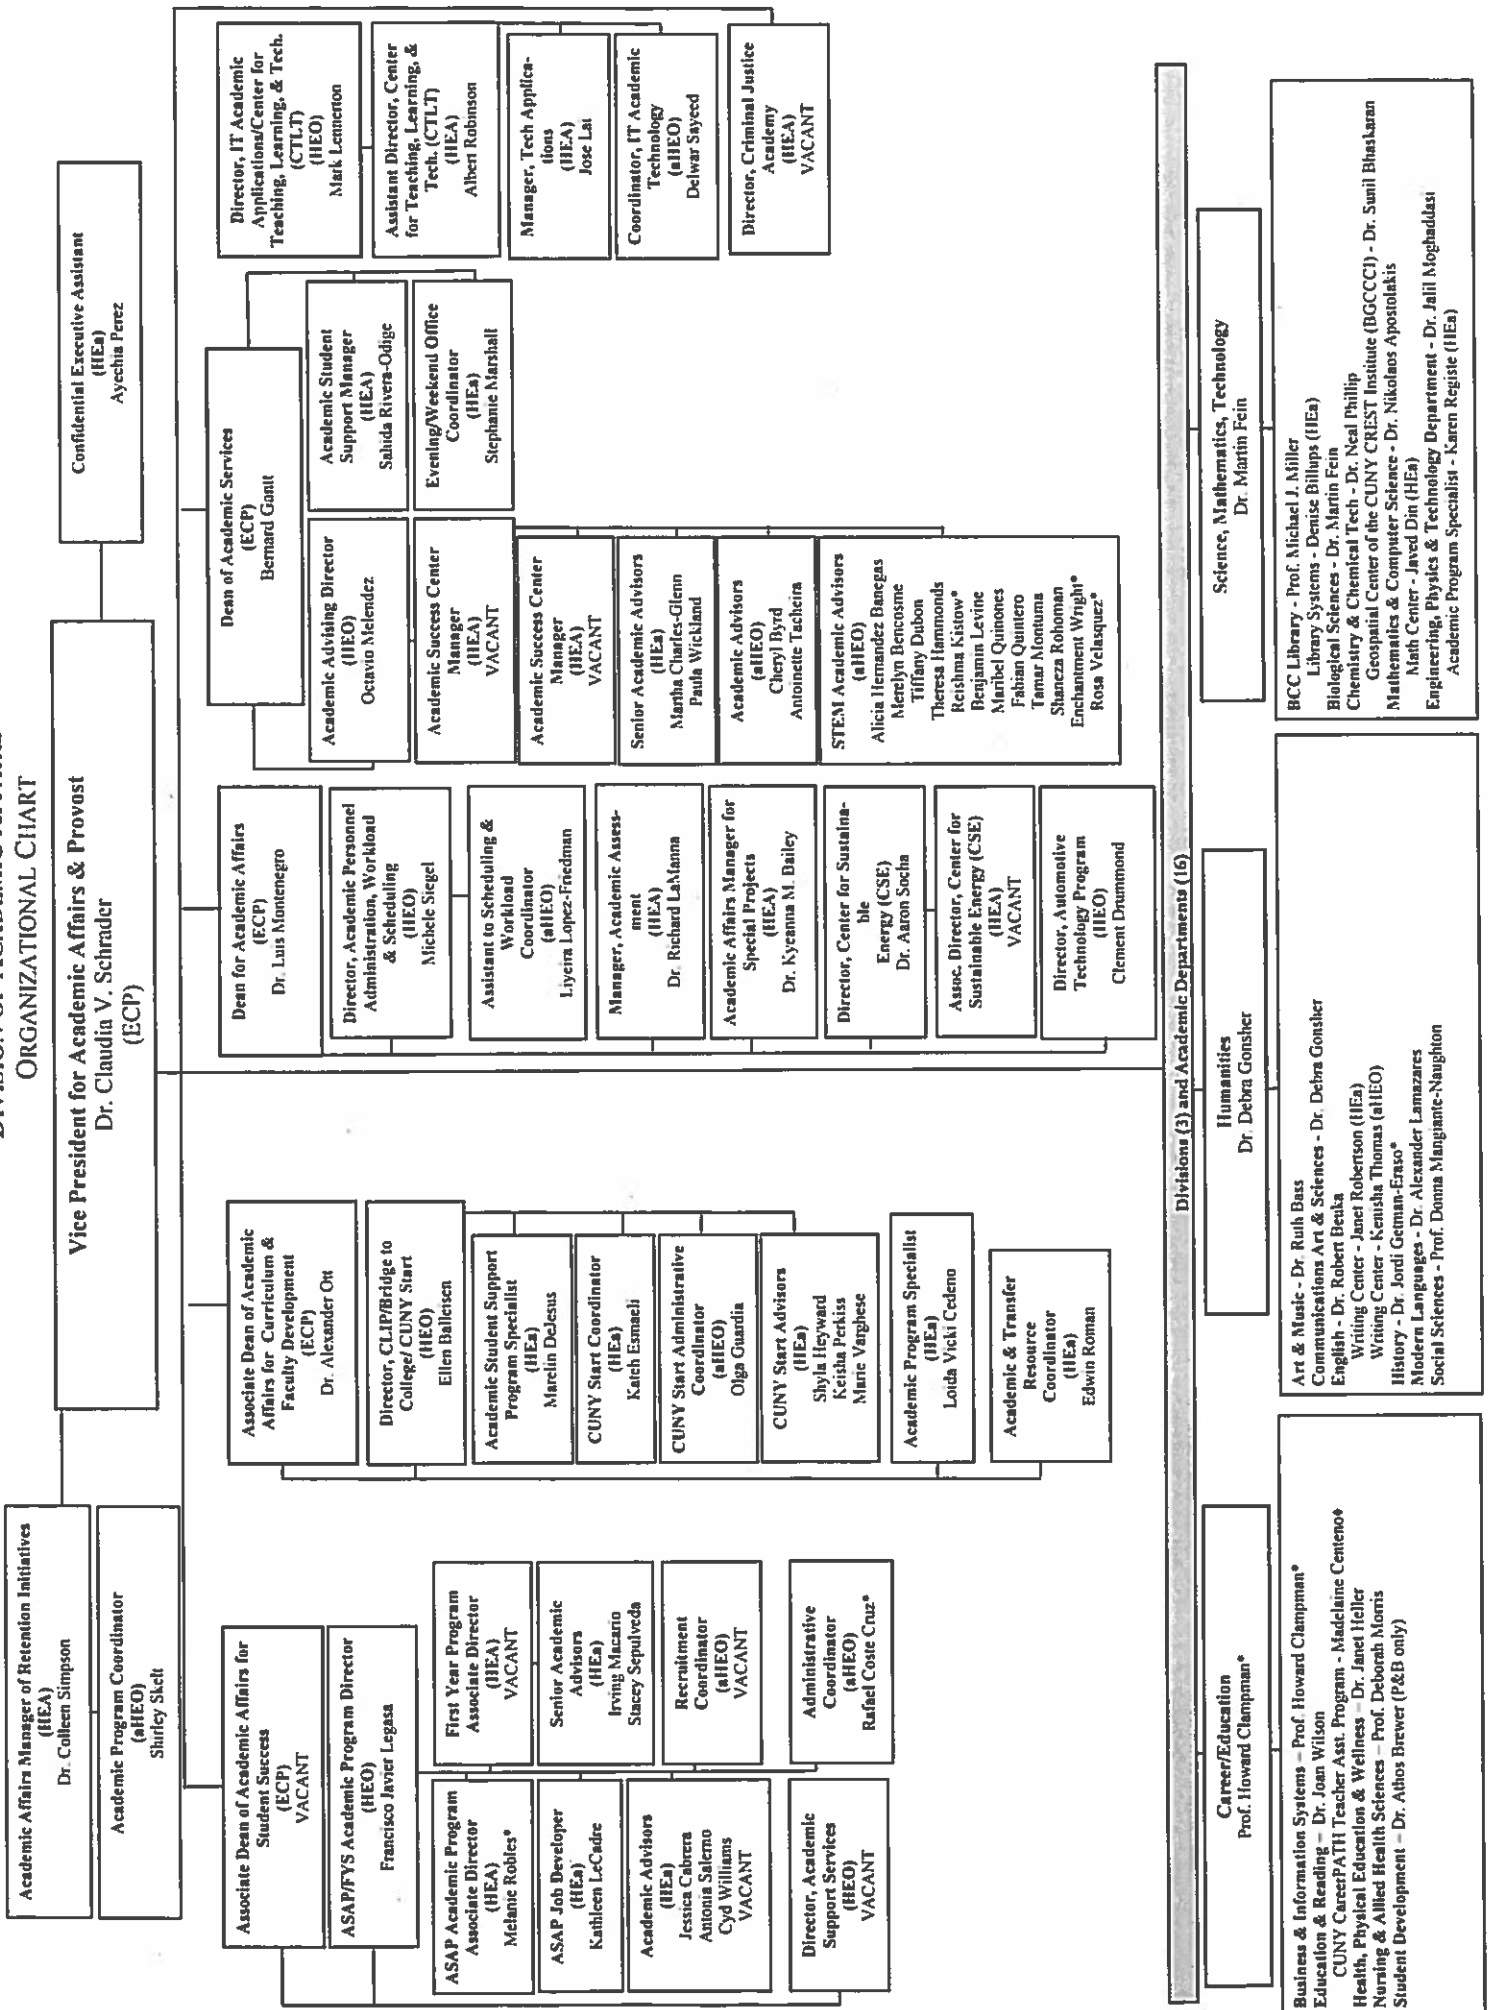 ORGANIZATIONAL CHART
Vice President for Academic Affairs & Provost
Dr. Claudia V. Schrader
(ECP)
Academic Affairs Manager of Retention Initiatives
(HEA)
Dr. Colleen Simpson
Academic Program Coordinator
(aHEO)
Shirley Skelt
Confidential Executive Assistant
(HEa)
Ayechia Perez
Associate Dean of Academic Affairs for
Student Success
(ECP)
VACANT
ASAP/FYS Academic Program Director
(HEO)
Francisco Javier Legasa
ASAP Academic Program
Associate Director
(HEA)
Melanie Robles*
ASAP Job Developer
(HEa)
Kathleen LeCadre
Academic Advisors
(HEa)
Jessica Cabrera
Antonia Salerno
Cyd Williams
VACANT
Director, Academic
Support Services
(HEO)
VACANT
First Year Program
Associate Director
(HEA)
VACANT
Senior Academic
Advisors
(HEa)
Irving Macario
Stacey Sepulveda
Recruitment
Coordinator
(aHEO)
VACANT
Administrative
Coordinator
(aHEO)
Rafael Coste Cruz*
Associate Dean of Academic
Affairs for Curriculum &
Faculty Development
(ECP)
Dr. Alexander Ott
Director, CLIP/Bridge to
College/ CUNY Start
(HEO)
Ellen Balleisen
Academic Student Support
Program Specialist
(HEa)
Marelin DeJesus
CUNY Start Coordinator
(HEa)
Kateh Esmaeli
CUNY Start Administrative
Coordinator
(aHEO)
Olga Guardia
CUNY Start Advisors
(HEa)
Shyla Heyward
Keisha Perkiss
Marie Varghese
Academic Program Specialist
(HEa)
Loida Vicki Cedeno
Academic & Transfer
Resource
Coordinator
(HEa)
Edwin Roman
Dean for Academic Affairs
(ECP)
Dr. Luis Montenegro
Director, Academic Personnel
Administration, Workload
& Scheduling
(HEO)
Michele Siegel
Assistant to Scheduling &
Workload
Coordinator
(aHEO)
Liyeira Lopez-Friedman
Manager, Academic Assess-
ment
(HEA)
Dr. Richard LaManna
Academic Affairs Manager for
Special Projects
(HEA)
Dr. Kyeanna M. Bailey
Director, Center for Sustaina-
ble
Energy (CSE)
Dr. Aaron Socha
Assoc. Director, Center for
Sustainable Energy (CSE)
(HEA)
VACANT
Director, Automotive
Technology Program
(HEO)
Clement Drummond
Dean of Academic Services
(ECP)
Bernard Gantt
Academic Advising Director
(HEO)
Octavio Melendez
Academic Success Center
Manager
(HEA)
VACANT
Academic Success Center
Manager
(HEA)
VACANT
Senior Academic Advisors
(HEa)
Martha Charles-Glenn
Paula Wickland
Academic Advisors
(aHEO)
Cheryl Byrd
Antoinette Tacheira
STEM Academic Advisors
(aHEO)
Alicia Hernandez Banegas
Merelyn Bencosme
Tiffany Dubon
Theresa Hammonds
Reishma Kistow*
Benjamin Levine
Maribel Quinones
Fabian Quintero
Tamar Montuma
Shaneza Rohoman
Enchantment Wright*
Rosa Velasquez*
Academic Student
Support Manager
(HEA)
Sahida Rivera-Odige
Evening/Weekend Office
Coordinator
(HEa)
Stephanie Marshall
Director, IT Academic
Applications/Center for
Teaching, Learning, & Tech.
(CTLT)
(HEO)
Mark Lennerton
Assistant Director, Center
for Teaching, Learning, &
Tech. (CTLT)
(HEA)
Albert Robinson
Manager, Tech Applica-
tions
(HEA)
Jose Lai
Coordinator, IT Academic
Technology
(aHEO)
Delwar Sayeed
Director, Criminal Justice
Academy
(HEA)
VACANT
Divisions (3) and Academic Departments (16)
Career/Education
Prof. Howard Clampman*
Business & Information Systems – Prof. Howard Clampman*
Education & Reading – Dr. Joan Wilson
CUNY CareerPATH Teacher Asst. Program - Madelaine Centeno♦
Health, Physical Education & Wellness – Dr. Janet Heller
Nursing & Allied Health Sciences – Prof. Deborah Morris
Student Development – Dr. Athos Brewer (P&B only)
Humanities
Dr. Debra Gonsher
Art & Music - Dr. Ruth Bass
Communications Art & Sciences - Dr. Debra Gonsher
English - Dr. Robert Beuka
Writing Center - Janet Robertson (HEa)
Writing Center - Kenisha Thomas (aHEO)
History - Dr. Jordi Getman-Eraso*
Modern Languages - Dr. Alexander Lamazares
Social Sciences - Prof. Donna Mangiante-Naughton
Science, Mathematics, Technology
Dr. Martin Fein
BCC Library - Prof. Michael J. Miller
Library Systems - Denise Billups (HEa)
Biological Sciences - Dr. Martin Fein
Chemistry & Chemical Tech - Dr. Neal Phillip
Geospatial Center of the CUNY CREST Institute (BGCCCI) - Dr. Sunil Bhaskaran
Mathematics & Computer Science - Dr. Nikolaos Apostolakis
Math Center - Javed Din (HEa)
Engineering, Physics & Technology Department - Dr. Jalil Moghaddasi
Academic Program Specialist - Karen Registe (HEa)